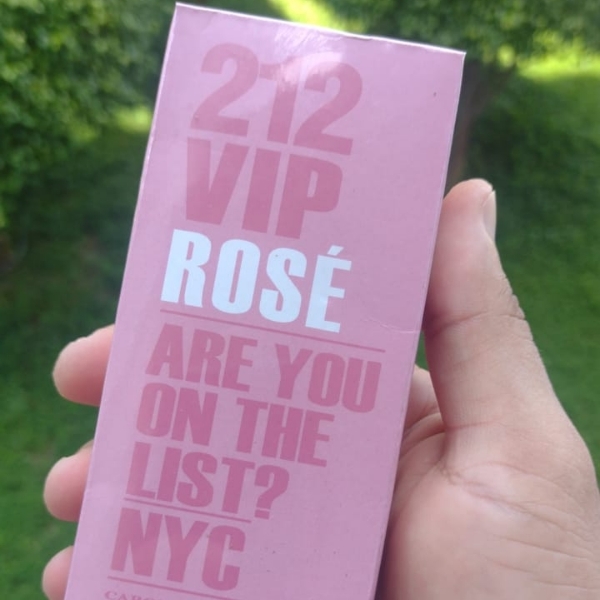 212
VIP
ROSÉ
ARE YOU
ON THE
LIST?
NYC